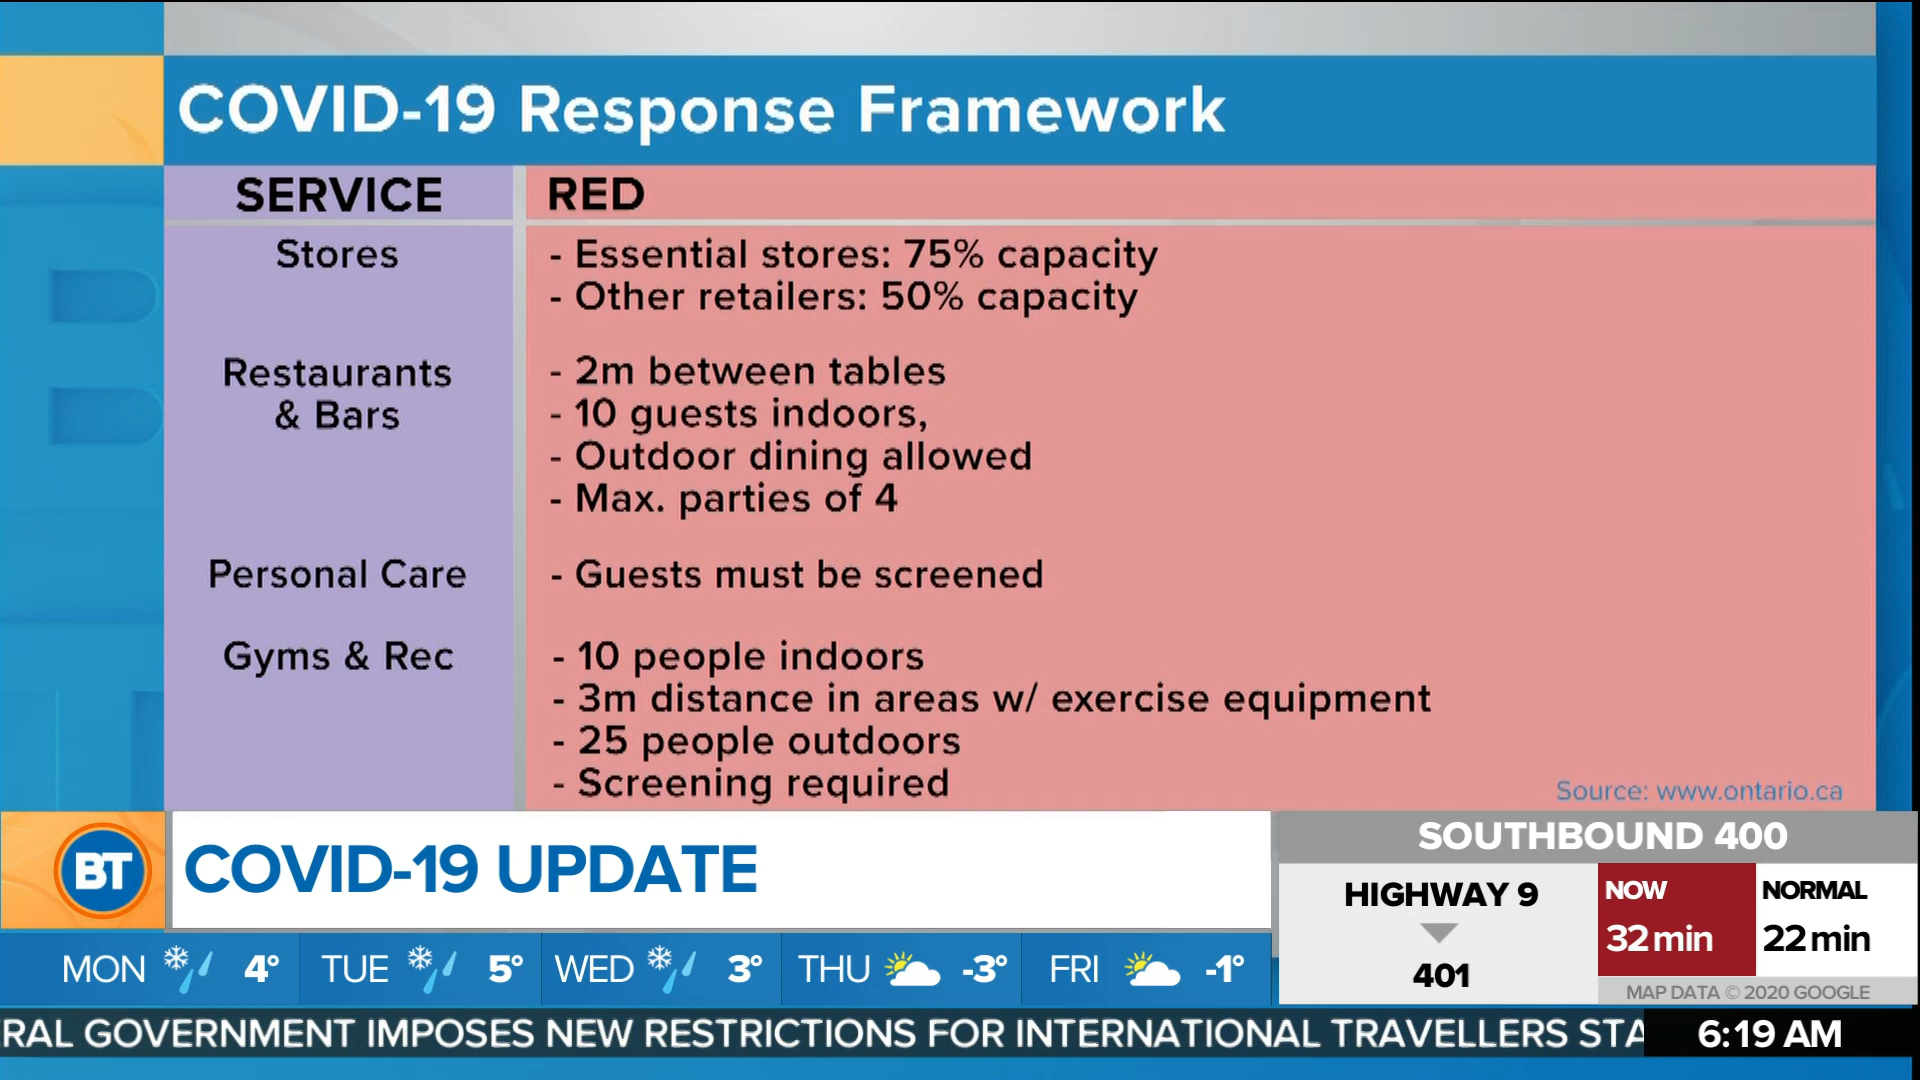 COVID-19 Response Framework
SERVICE
RED
Stores
- Essential stores: 75% capacity
- Other retailers: 50% capacity
Restaurants
& Bars
- 2m between tables
- 10 guests indoors,
- Outdoor dining allowed
- Max. parties of 4
Personal Care
- Guests must be screened
Gyms & Rec
- 10 people indoors
- 3m distance in areas w/ exercise equipment
- 25 people outdoors
- Screening required
Source: www.ontario.ca
BT
COVID-19 UPDATE
SOUTHBOUND 400
HIGHWAY 9
401
NOW
32 min
NORMAL
22 min
MAP DATA © 2020 GOOGLE
MON 4° TUE 5° WED 3° THU -3° FRI -1°
RAL GOVERNMENT IMPOSES NEW RESTRICTIONS FOR INTERNATIONAL TRAVELLERS STA
6:19 AM